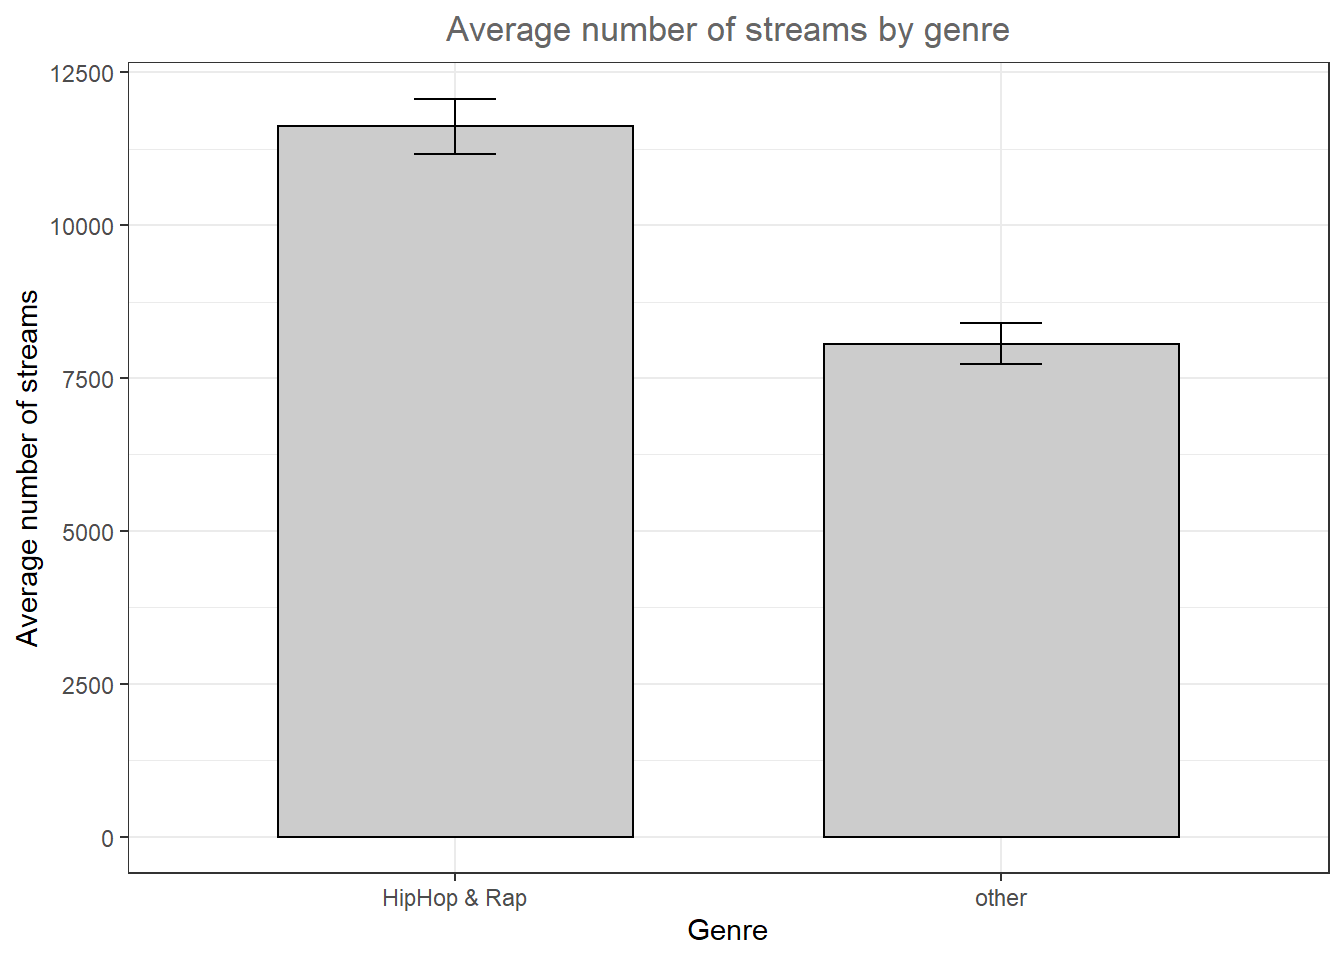 Average number of streams by genre
12500
10000
7500
5000
2500
0
Average number of streams
HipHop & Rap
other
Genre